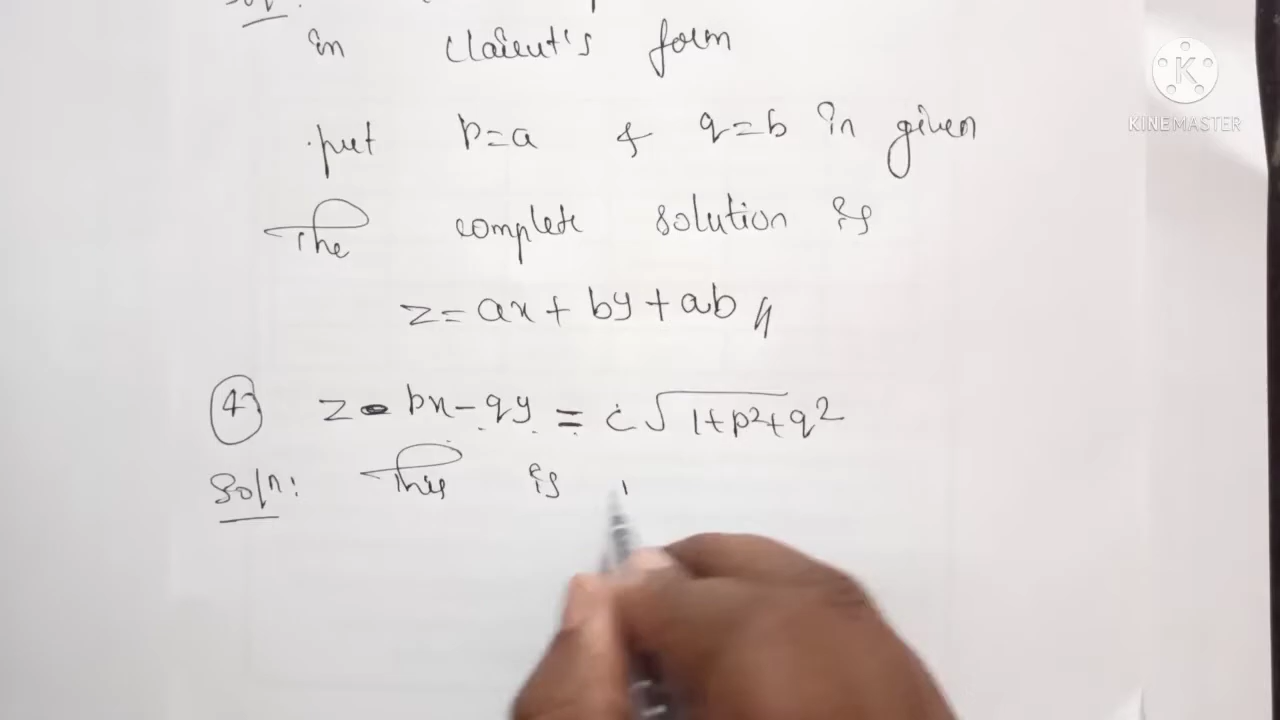 in Clairut's form
put p=a & q=b in given
The complete solution is
z = ax + by + ab //
④ z - px - qy = c √1+p²+q²
Soln: This is
KINEMASTER